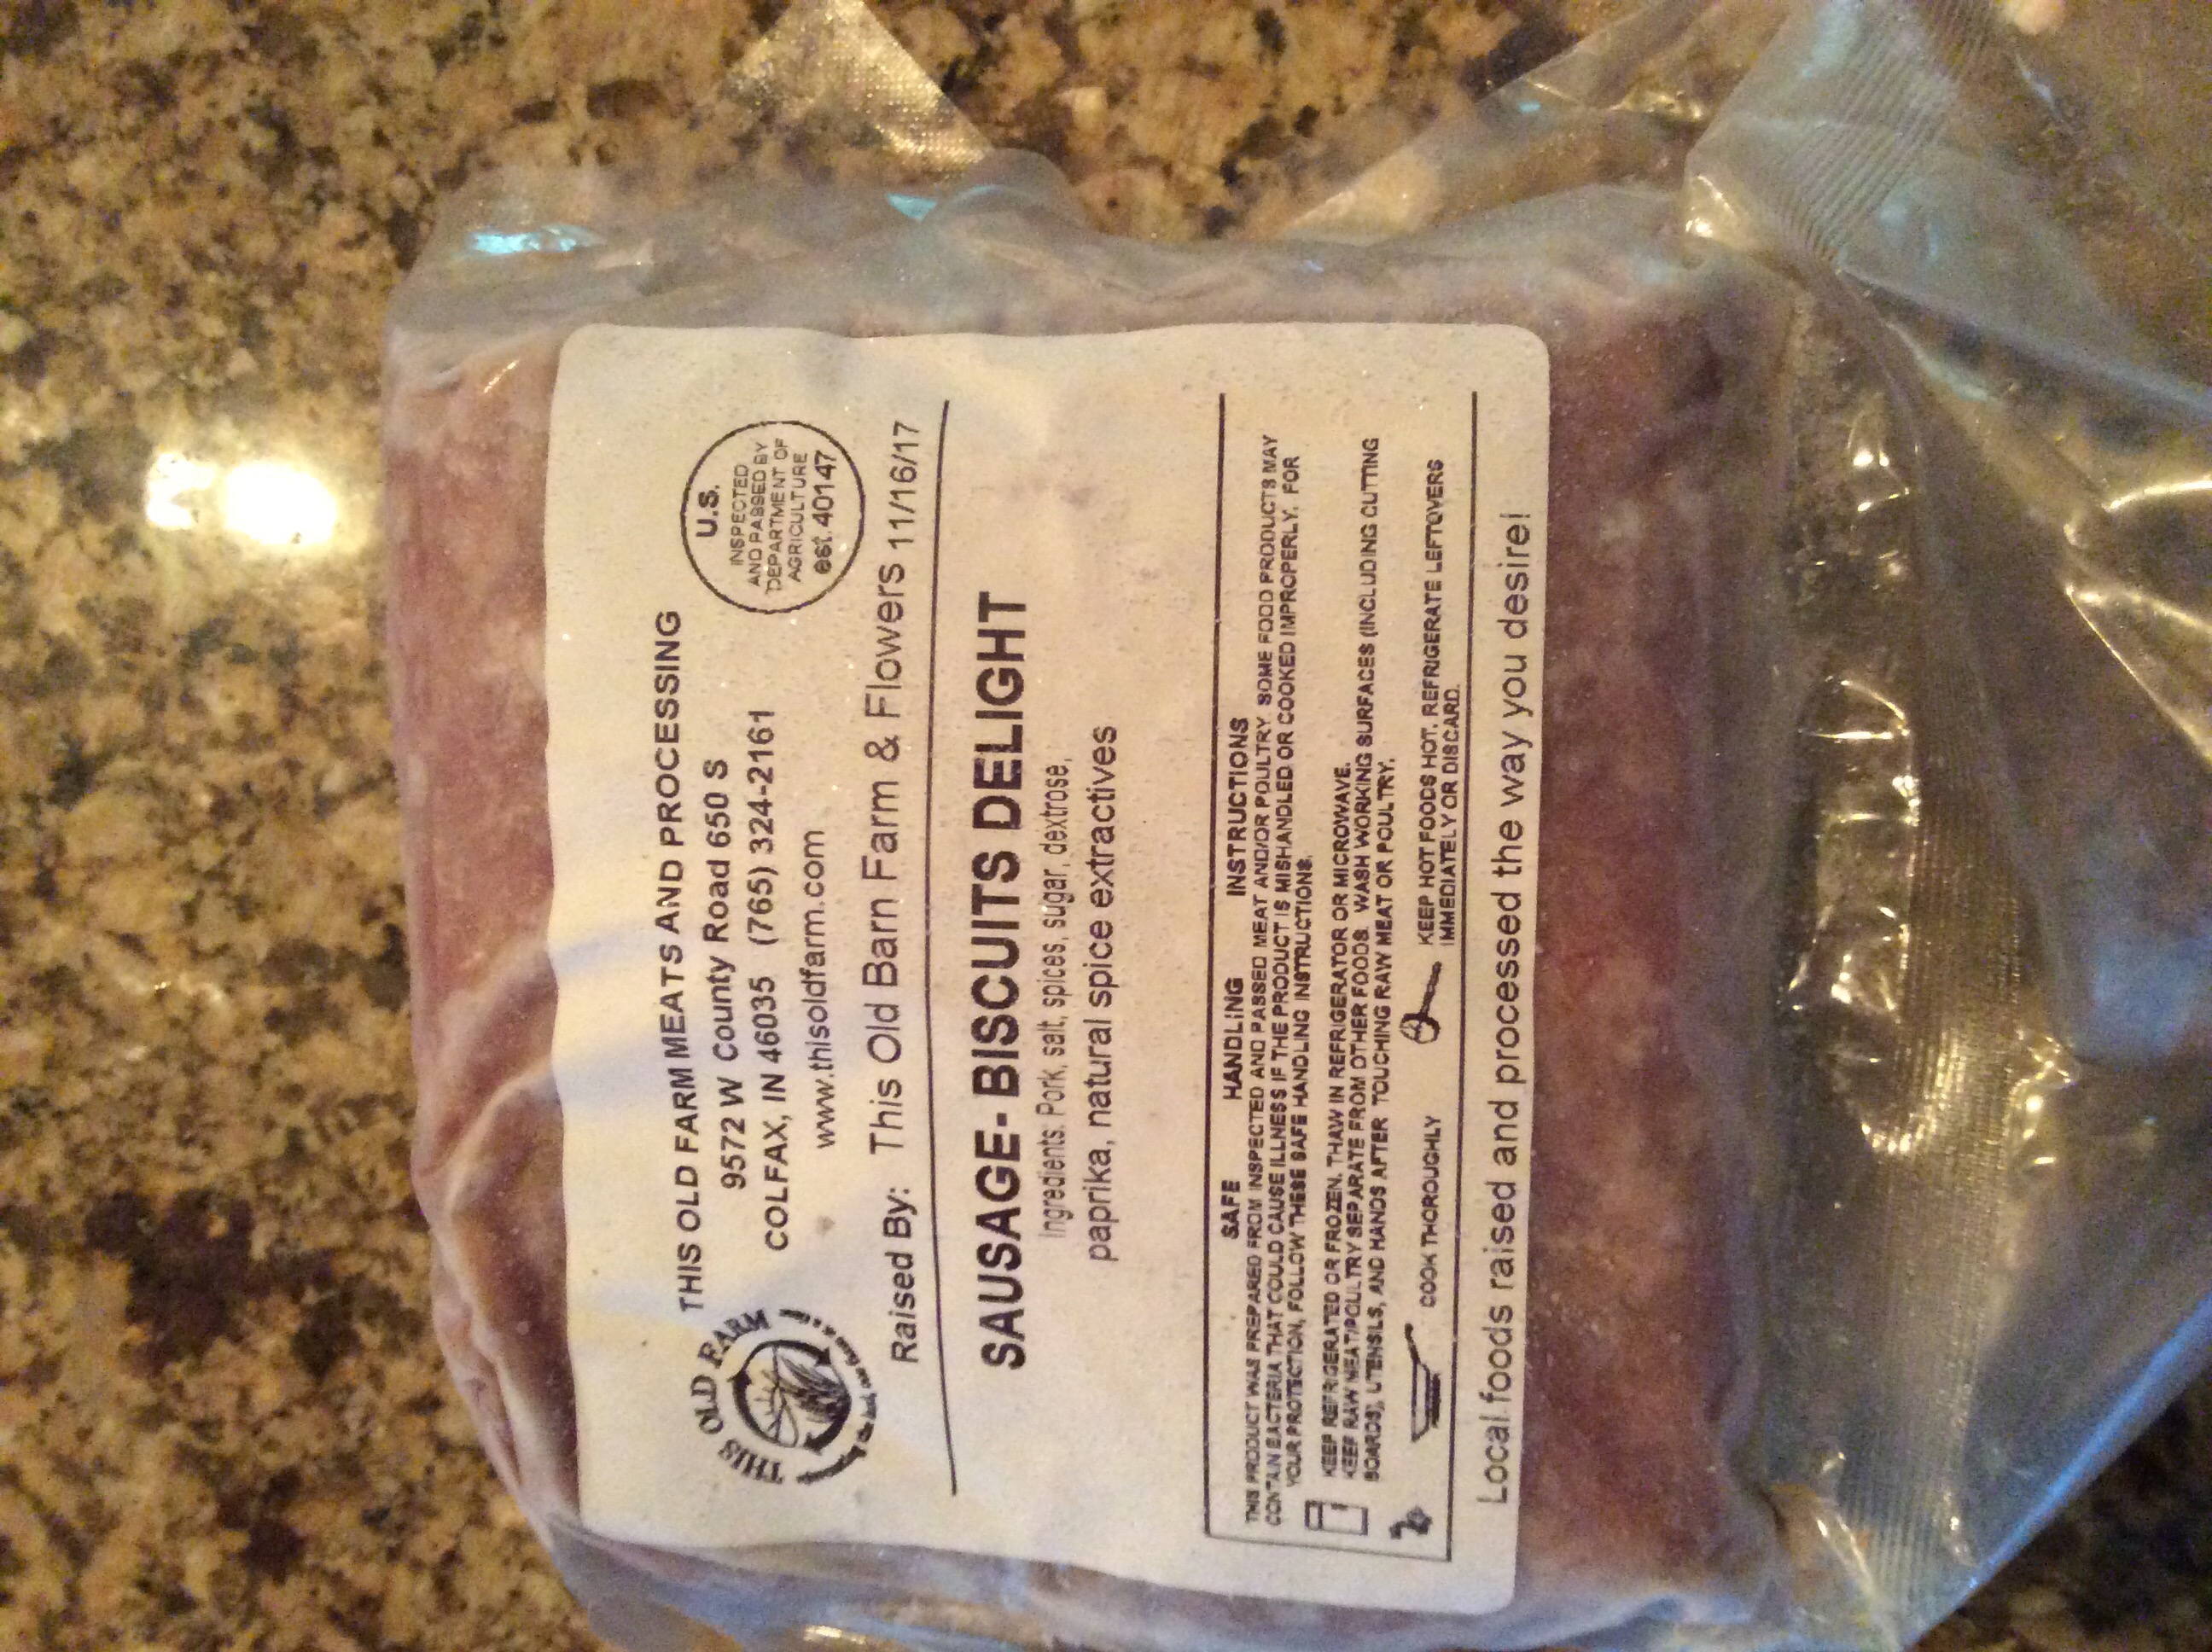 THIS OLD FARM
THIS OLD FARM MEATS AND PROCESSING
9572 W County Road 650 S
COLFAX, IN 46035 (765) 324-2161
www.thisoldfarm.com
U.S.
INSPECTED
AND PASSED BY
DEPARTMENT OF
AGRICULTURE
est. 40147
Raised By: This Old Barn Farm & Flowers 11/16/17
SAUSAGE- BISCUITS DELIGHT
Ingredients: Pork, salt, spices, sugar, dextrose,
paprika, natural spice extractives
SAFE HANDLING INSTRUCTIONS
THIS PRODUCT WAS PREPARED FROM INSPECTED AND PASSED MEAT AND/OR POULTRY. SOME FOOD PRODUCTS MAY
CONTAIN BACTERIA THAT COULD CAUSE ILLNESS IF THE PRODUCT IS MISHANDLED OR COOKED IMPROPERLY. FOR
YOUR PROTECTION, FOLLOW THESE SAFE HANDLING INSTRUCTIONS.
KEEP REFRIGERATED OR FROZEN. THAW IN REFRIGERATOR OR MICROWAVE.
KEEP RAW MEAT/POULTRY SEPARATE FROM OTHER FOODS. WASH WORKING SURFACES (INCLUDING CUTTING
BOARDS), UTENSILS, AND HANDS AFTER TOUCHING RAW MEAT OR POULTRY.
COOK THOROUGHLY
KEEP HOT FOODS HOT. REFRIGERATE LEFTOVERS
IMMEDIATELY OR DISCARD.
Local foods raised and processed the way you desire!